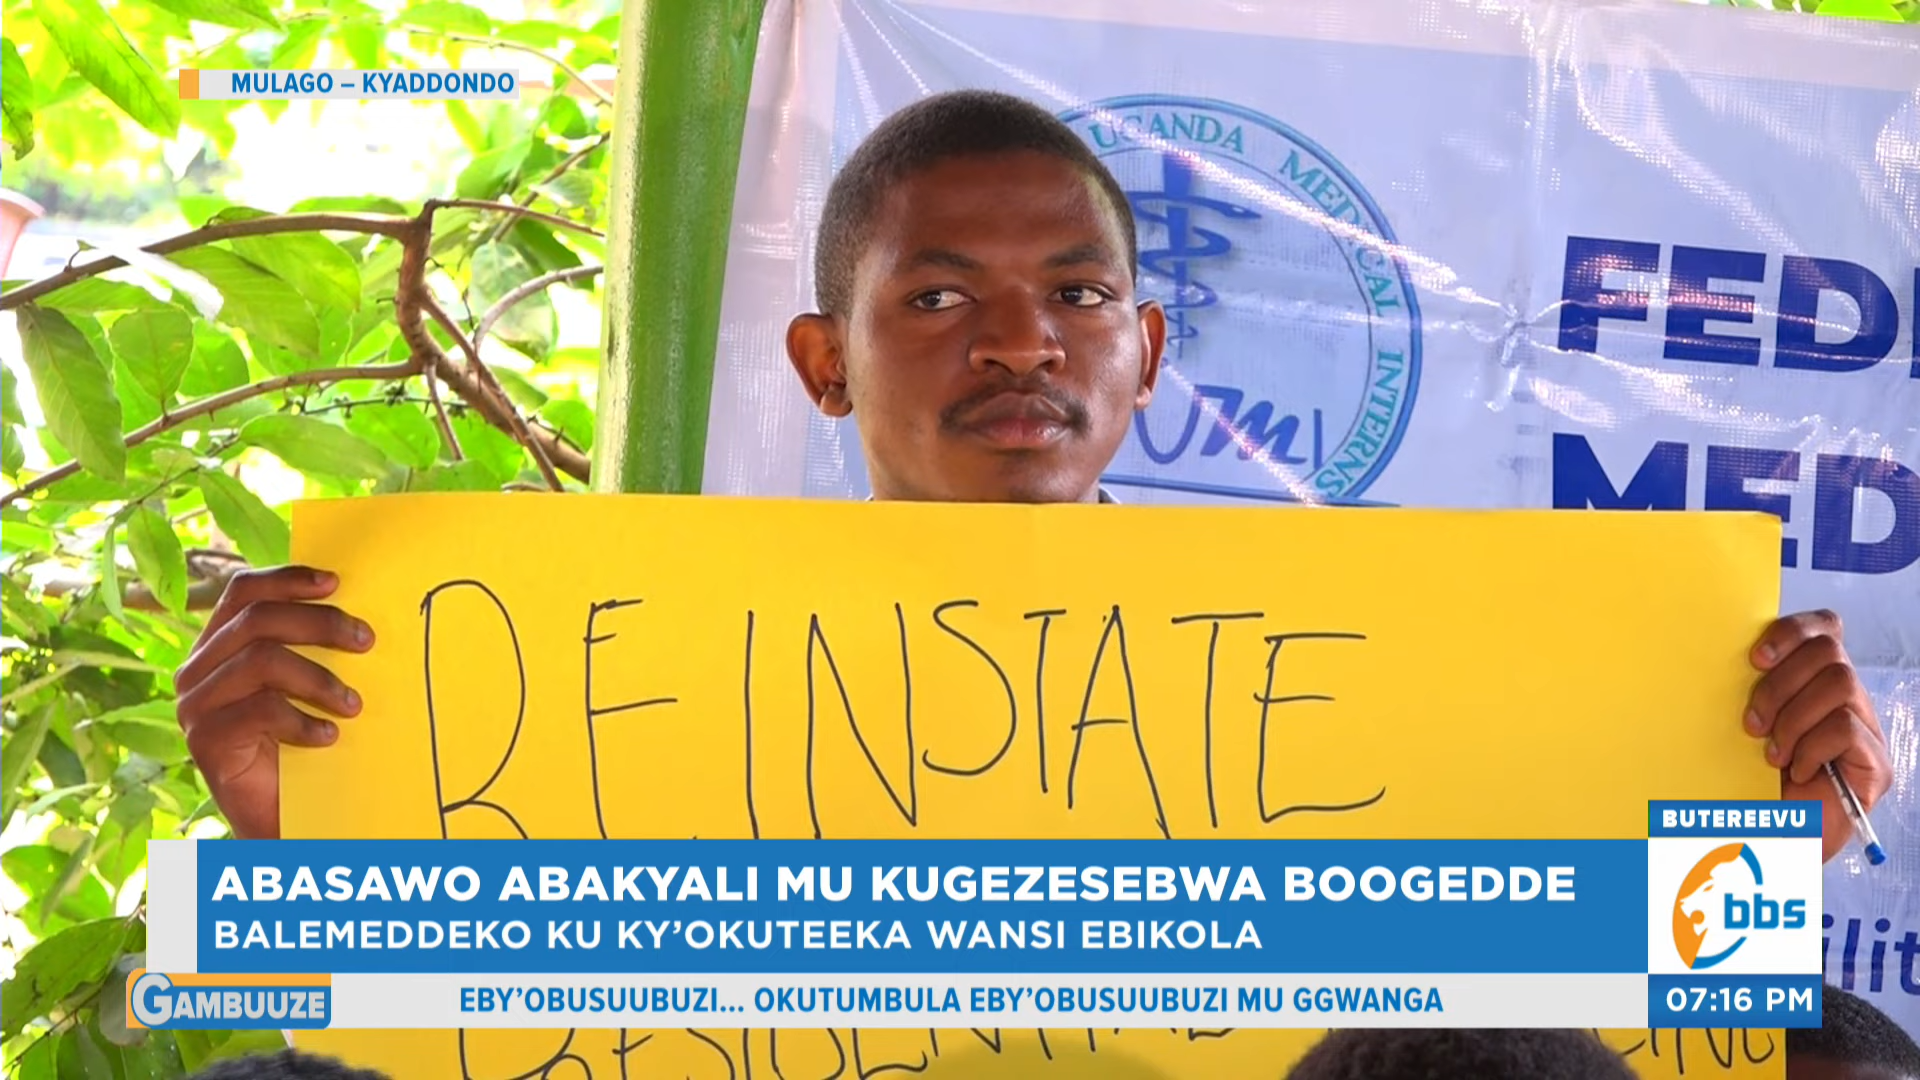 MULAGO – KYADDONDO
UGANDA MEDICAL INTERNS
FED
MED
REINSTATE
BUTEREEVU
ABASAWO ABAKYALI MU KUGEZESEBWA BOOGEDDE
BALEMEDDEKO KU KY’OKUTEEKA WANSI EBIKOLA
bbs
GAMBUUZE
EBY’OBUSUUBUZI... OKUTUMBULA EBY’OBUSUUBUZI MU GGWANGA
07:16 PM